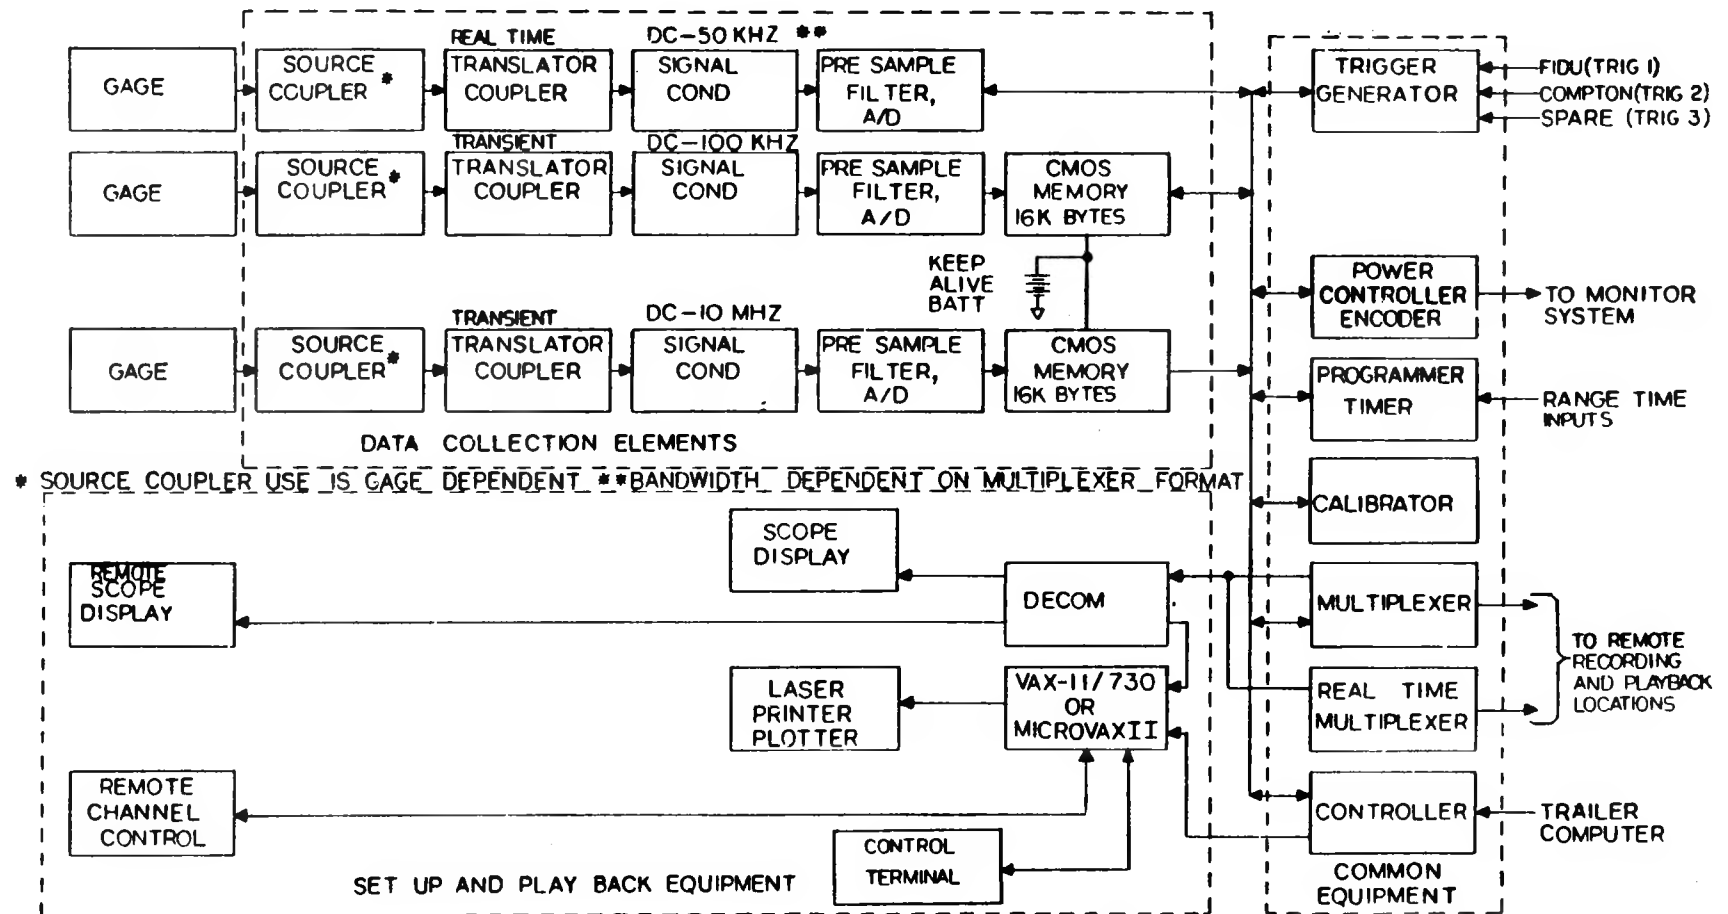 REAL TIME
DC-50 KHZ **
GAGE
SOURCE
COUPLER *
TRANSLATOR
COUPLER
SIGNAL
COND
PRE SAMPLE
FILTER,
A/D
TRIGGER
GENERATOR
FIDU(TRIG 1)
COMPTON(TRIG 2)
SPARE (TRIG 3)
TRANSIENT
DC-100 KHZ
GAGE
SOURCE
COUPLER*
TRANSLATOR
COUPLER
SIGNAL
COND
PRE SAMPLE
FILTER,
A/D
CMOS
MEMORY
16K BYTES
KEEP
ALIVE
BATT
POWER
CONTROLLER
ENCODER
TO MONITOR
SYSTEM
TRANSIENT
DC-10 MHZ
GAGE
SOURCE
COUPLER*
TRANSLATOR
COUPLER
SIGNAL
COND
PRE SAMPLE
FILTER,
A/D
CMOS
MEMORY
16K BYTES
PROGRAMMER
TIMER
RANGE TIME
INPUTS
DATA COLLECTION ELEMENTS
* SOURCE COUPLER USE IS GAGE DEPENDENT **BANDWIDTH DEPENDENT ON MULTIPLEXER FORMAT
CALIBRATOR
SCOPE
DISPLAY
REMOTE
SCOPE
DISPLAY
DECOM
MULTIPLEXER
TO REMOTE
RECORDING
AND PLAYBACK
LOCATIONS
LASER
PRINTER
PLOTTER
VAX-11/730
OR
MICROVAXII
REAL TIME
MULTIPLEXER
REMOTE
CHANNEL
CONTROL
CONTROLLER
TRAILER
COMPUTER
CONTROL
TERMINAL
SET UP AND PLAY BACK EQUIPMENT
COMMON
EQUIPMENT